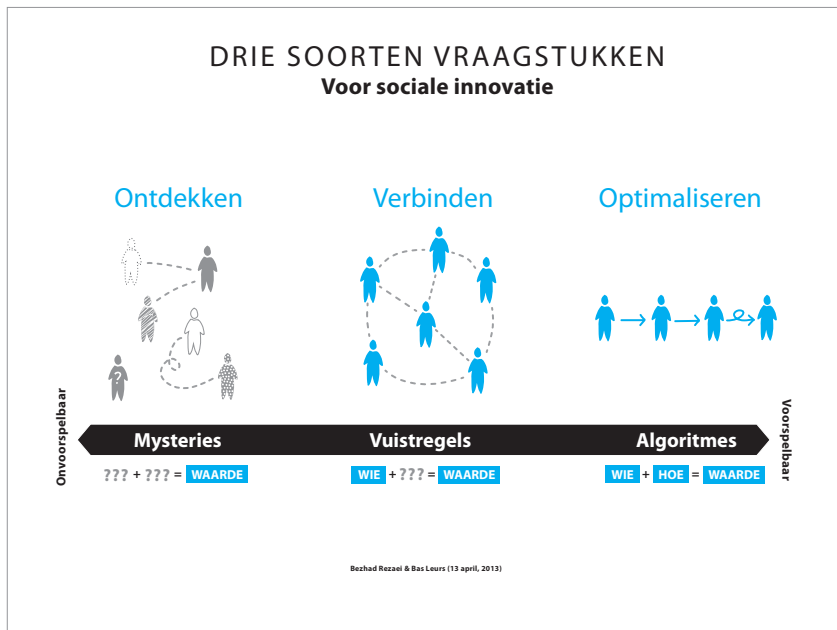 DRIE SOORTEN VRAAGSTUKKEN
Voor sociale innovatie
Ontdekken
Verbinden
Optimaliseren
?
Onvoorspelbaar
Mysteries
Vuistregels
Algoritmes
Voorspelbaar
??? + ??? = WAARDE
WIE + ??? = WAARDE
WIE + HOE = WAARDE
Bezhad Rezaei & Bas Leurs (13 april, 2013)